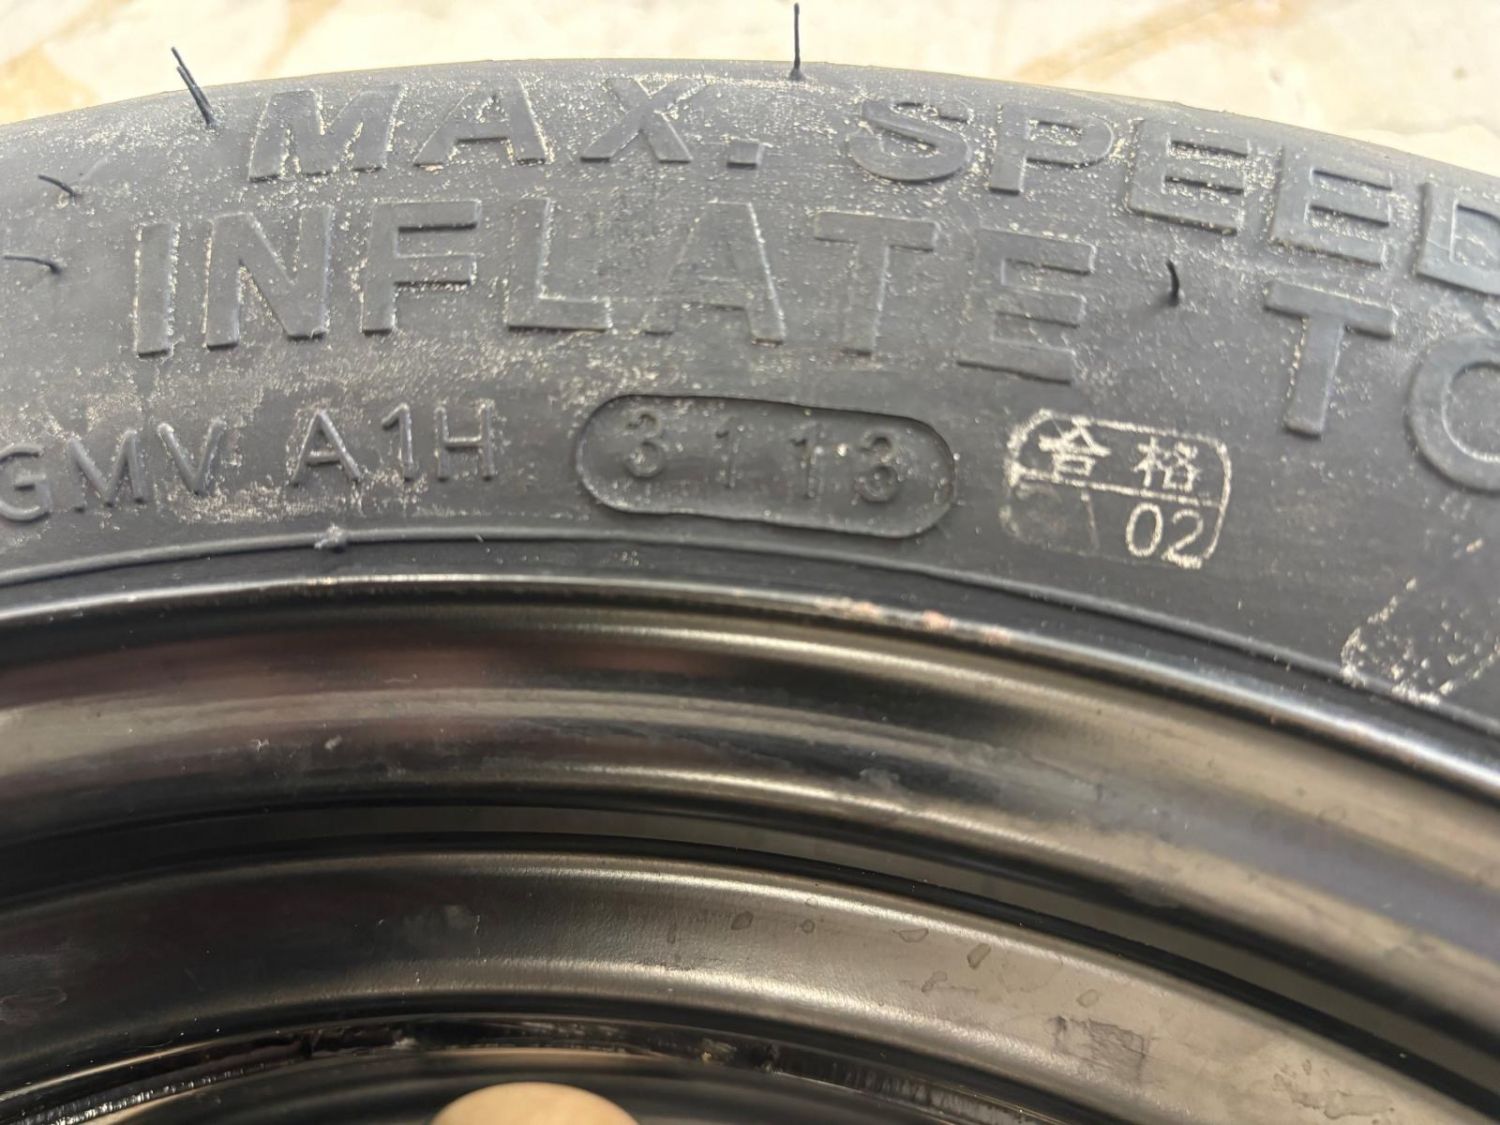 MAX. SPEED
INFLATE TO
GMV A1H 3113 合格
02